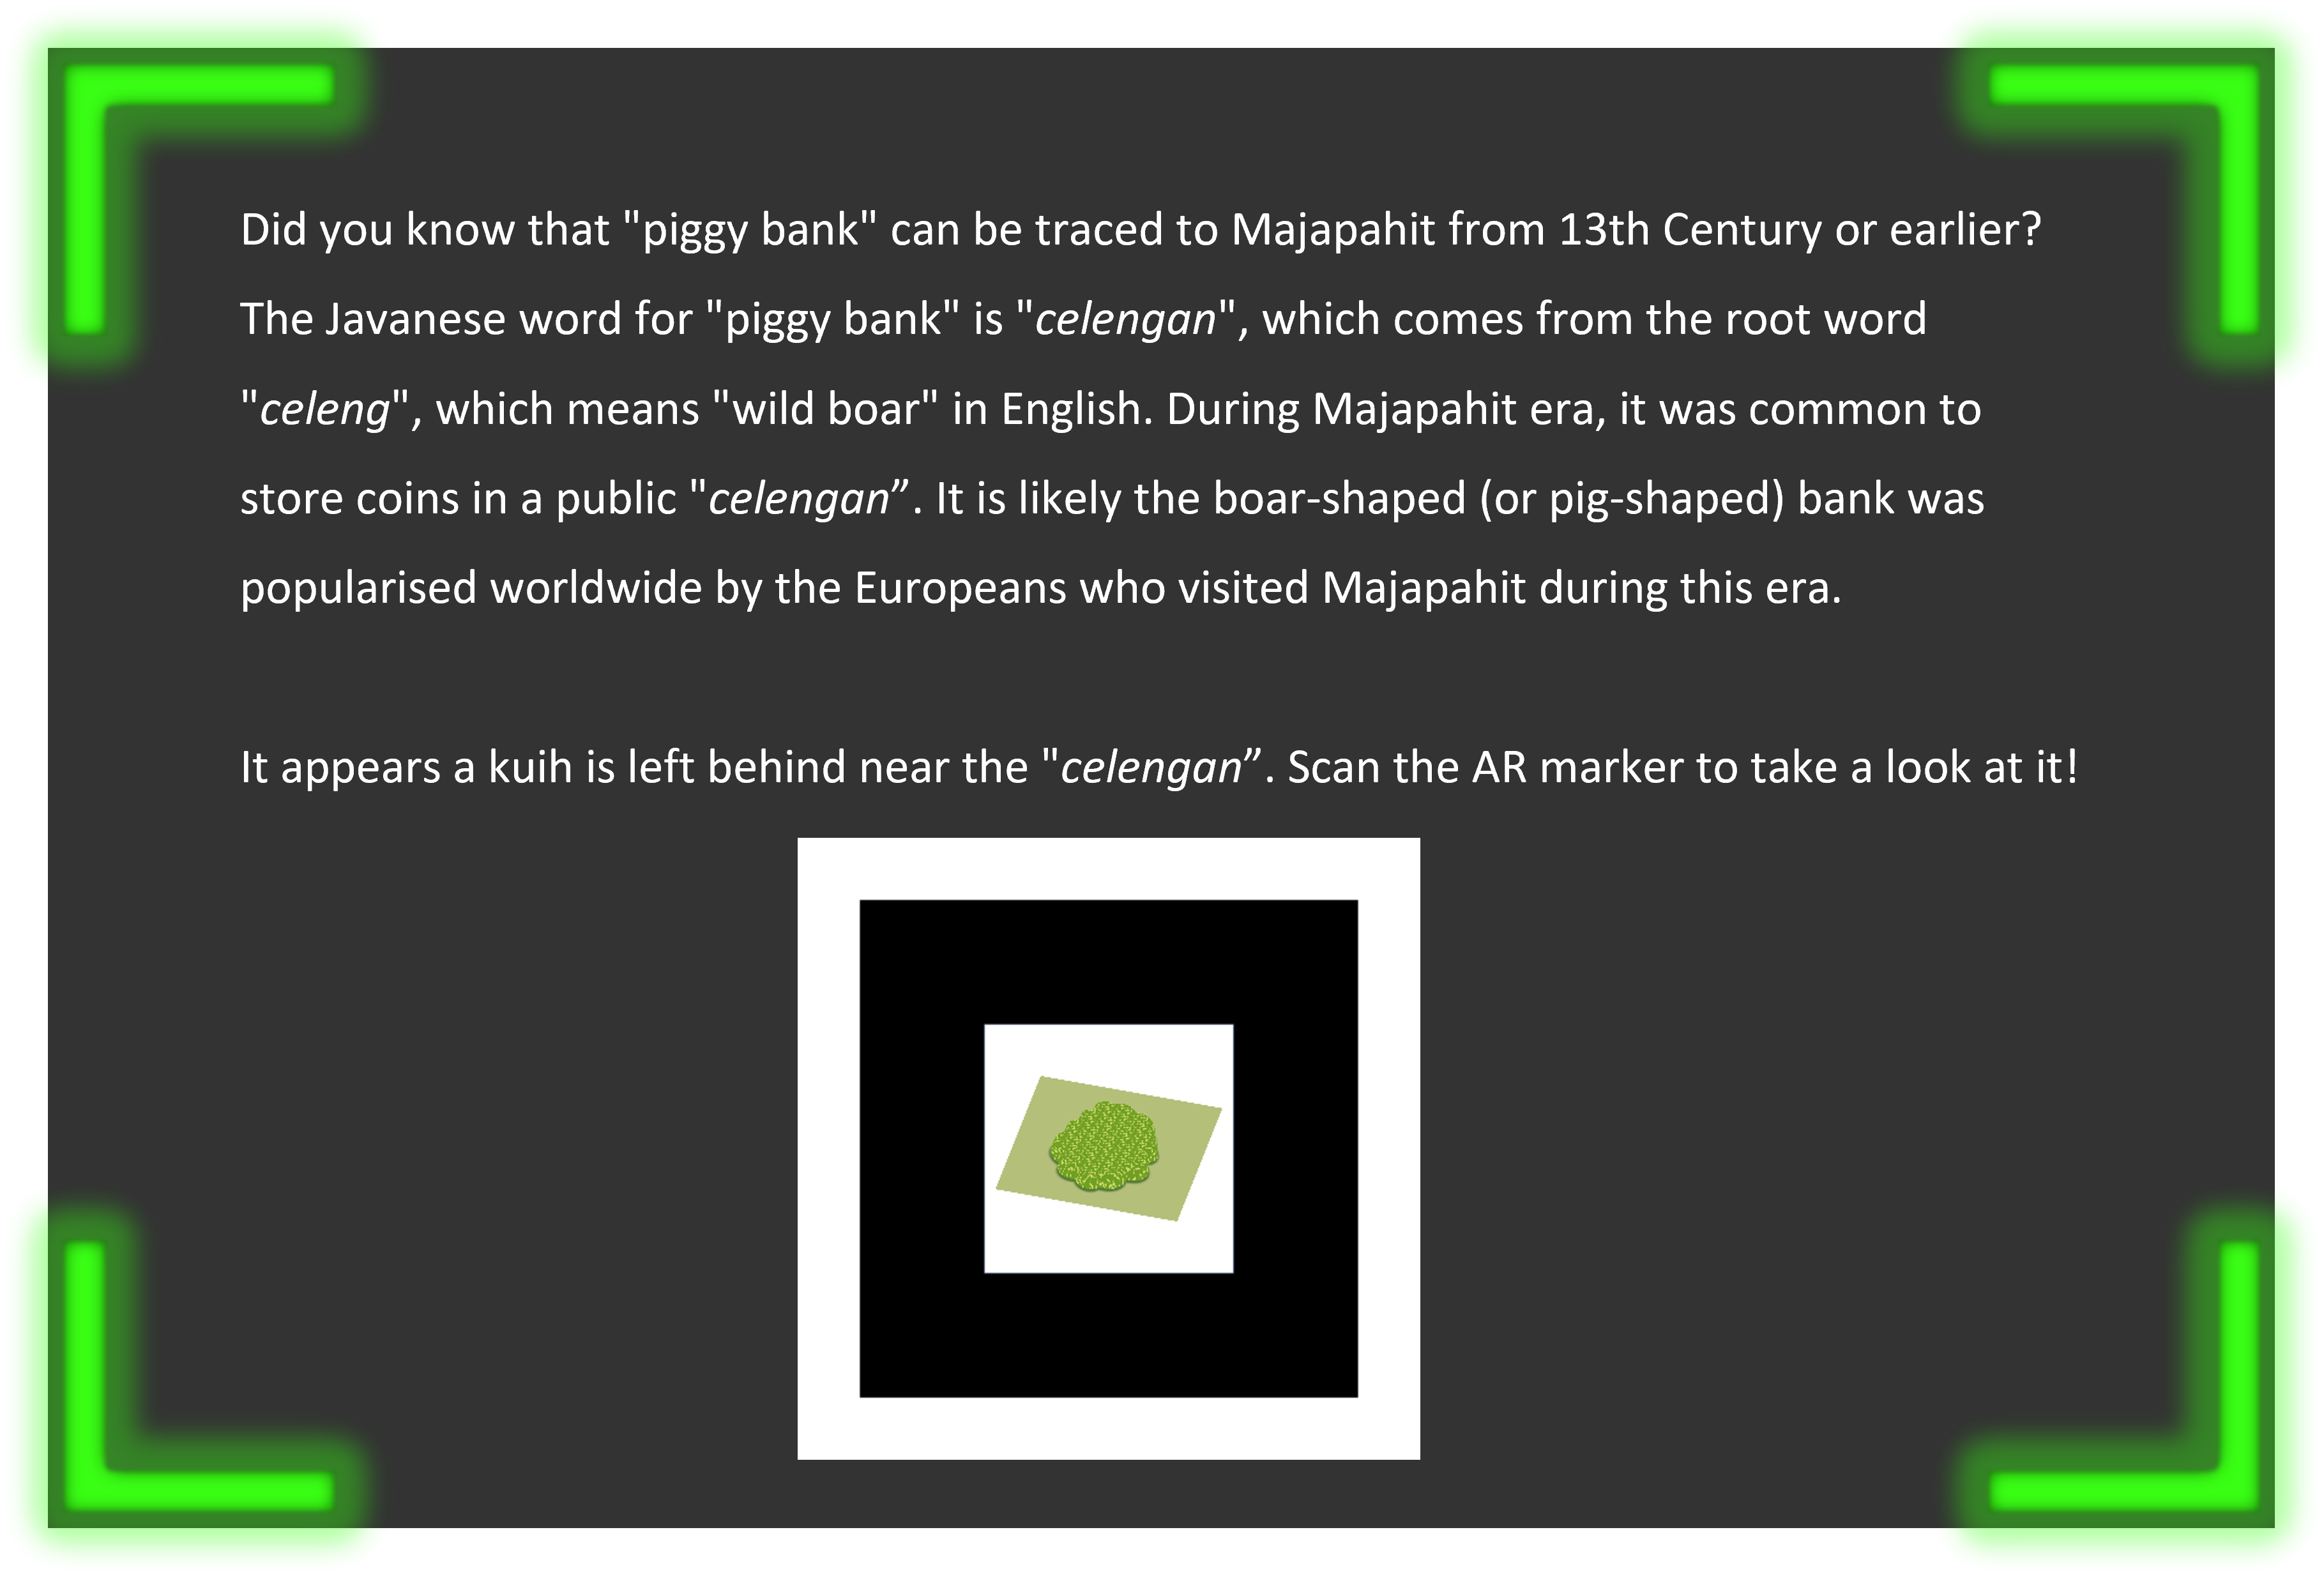 Did you know that "piggy bank" can be traced to Majapahit from 13th Century or earlier?
The Javanese word for "piggy bank" is "celengan", which comes from the root word
"celeng", which means "wild boar" in English. During Majapahit era, it was common to
store coins in a public "celengan”. It is likely the boar-shaped (or pig-shaped) bank was
popularised worldwide by the Europeans who visited Majapahit during this era.
It appears a kuih is left behind near the "celengan”. Scan the AR marker to take a look at it!